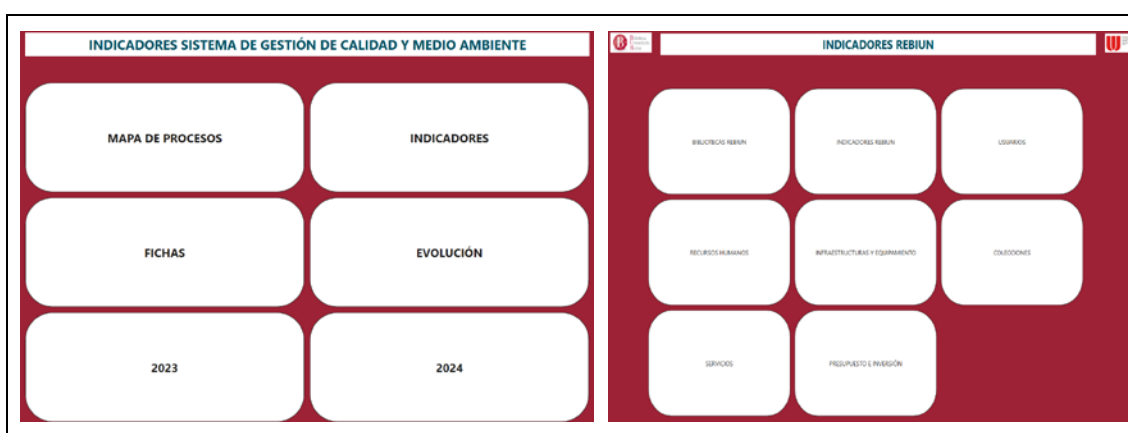 INDICADORES SISTEMA DE GESTIÓN DE CALIDAD Y MEDIO AMBIENTE
MAPA DE PROCESOS
INDICADORES
FICHAS
EVOLUCIÓN
2023
2024
INDICADORES REBIUN
BIBLIOTECAS REBIUN
INDICADORES REBIUN
USUARIOS
RECURSOS HUMANOS
INFRAESTRUCTURAS Y EQUIPAMIENTO
COLECCIONES
SERVICIOS
PRESUPUESTO E INVERSIÓN